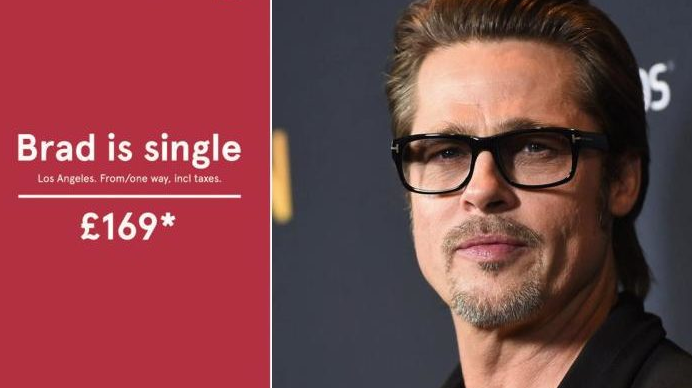 Brad is single
Los Angeles. From/one way, incl taxes.
£169*